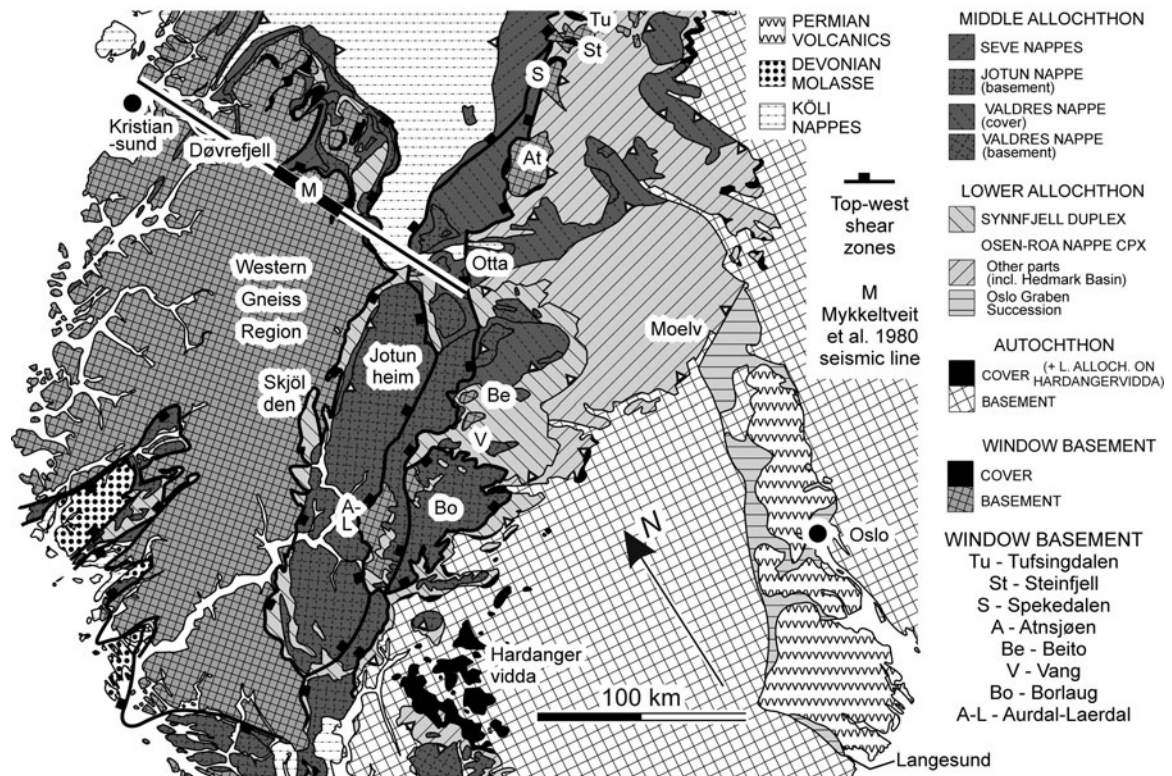 Tu
St
S
At
Kristian
-sund
Døvrefjell
M
Otta
Western
Gneiss
Region
Jotun
heim
Moelv
Skjöl
den
Be
V
A-
L
Bo
N
Oslo
Hardanger
vidda
100 km
Langesund
PERMIAN
VOLCANICS
DEVONIAN
MOLASSE
KÖLI
NAPPES
Top-west
shear
zones
M
Mykkeltveit
et al. 1980
seismic line
MIDDLE ALLOCHTHON
SEVE NAPPES
JOTUN NAPPE
(basement)
VALDRES NAPPE
(cover)
VALDRES NAPPE
(basement)
LOWER ALLOCHTHON
SYNNFJELL DUPLEX
OSEN-ROA NAPPE CPX
Other parts
(incl. Hedmark Basin)
Oslo Graben
Succession
AUTOCHTHON
COVER (+ L. ALLOCH. ON
HARDANGERVIDDA)
BASEMENT
WINDOW BASEMENT
COVER
BASEMENT
WINDOW BASEMENT
Tu - Tufsingdalen
St - Steinfjell
S - Spekedalen
A - Atnsjøen
Be - Beito
V - Vang
Bo - Borlaug
A-L - Aurdal-Laerdal